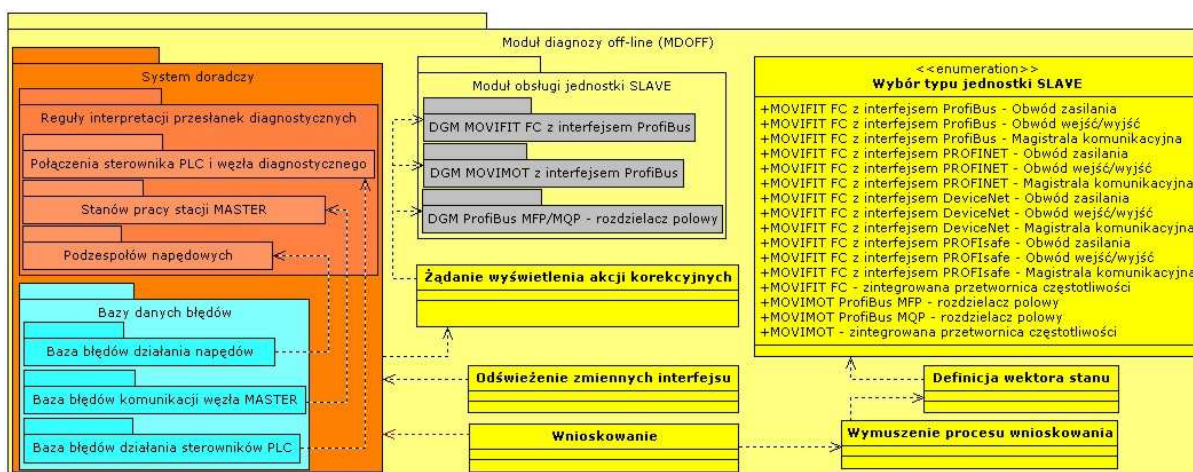 Moduł diagnozy off-line (MDOFF)
System doradczy
Reguły interpretacji przesłanek diagnostycznych
Połączenia sterownika PLC i węzła diagnostycznego
Stanów pracy stacji MASTER
Podzespołów napędowych
Bazy danych błędów
Baza błędów działania napędów
Baza błędów komunikacji węzła MASTER
Baza błędów działania sterowników PLC
Moduł obsługi jednostki SLAVE
DGM MOVIFIT FC z interfejsem ProfiBus
DGM MOVIMOT z interfejsem ProfiBus
DGM ProfiBus MFP/MQP - rozdzielacz polowy
Żądanie wyświetlenia akcji korekcyjnych
Odświeżenie zmiennych interfejsu
Wnioskowanie
<<enumeration>>
Wybór typu jednostki SLAVE
+MOVIFIT FC z interfejsem ProfiBus - Obwód zasilania
+MOVIFIT FC z interfejsem ProfiBus - Obwód wejść/wyjść
+MOVIFIT FC z interfejsem ProfiBus - Magistrala komunikacyjna
+MOVIFIT FC z interfejsem PROFINET - Obwód zasilania
+MOVIFIT FC z interfejsem PROFINET - Obwód wejść/wyjść
+MOVIFIT FC z interfejsem PROFINET - Magistrala komunikacyjna
+MOVIFIT FC z interfejsem DeviceNet - Obwód zasilania
+MOVIFIT FC z interfejsem DeviceNet - Obwód wejść/wyjść
+MOVIFIT FC z interfejsem DeviceNet - Magistrala komunikacyjna
+MOVIFIT FC z interfejsem PROFIsafe - Obwód zasilania
+MOVIFIT FC z interfejsem PROFIsafe - Obwód wejść/wyjść
+MOVIFIT FC z interfejsem PROFIsafe - Magistrala komunikacyjna
+MOVIFIT FC - zintegrowana przetwornica częstotliwości
+MOVIMOT ProfiBus MFP - rozdzielacz polowy
+MOVIMOT ProfiBus MQP - rozdzielacz polowy
+MOVIMOT - zintegrowana przetwornica częstotliwości
Definicja wektora stanu
Wymuszenie procesu wnioskowania